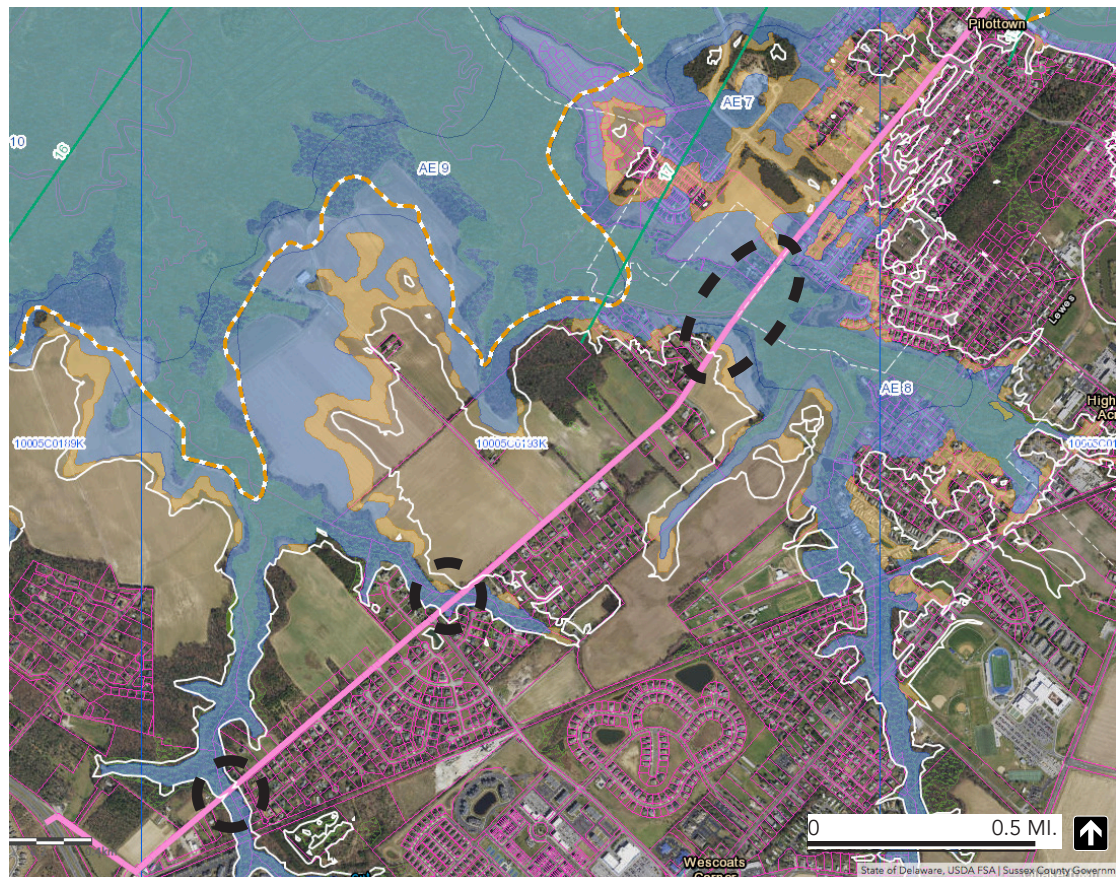 Pilottown
AE 7
10
16
AE 9
17
Lewes
AE 8
High
Ac
10005C0189K
10005C0193K
0
0.5 MI.
Wescoats
Corner
State of Delaware, USDA FSA | Sussex County Governm